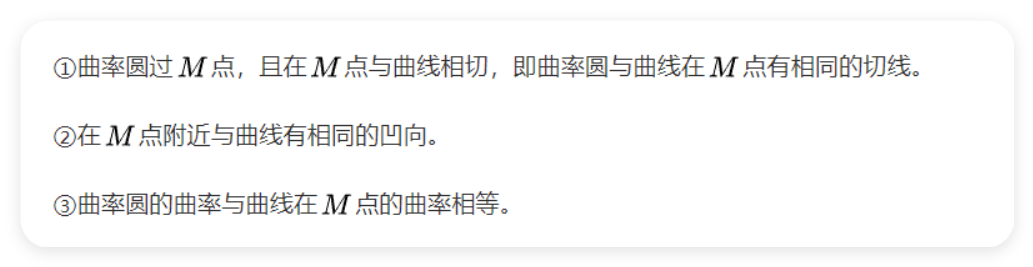 ①曲率圆过 M 点，且在 M 点与曲线相切，即曲率圆与曲线在 M 点有相同的切线。
②在 M 点附近与曲线有相同的凹向。
③曲率圆的曲率与曲线在 M 点的曲率相等。